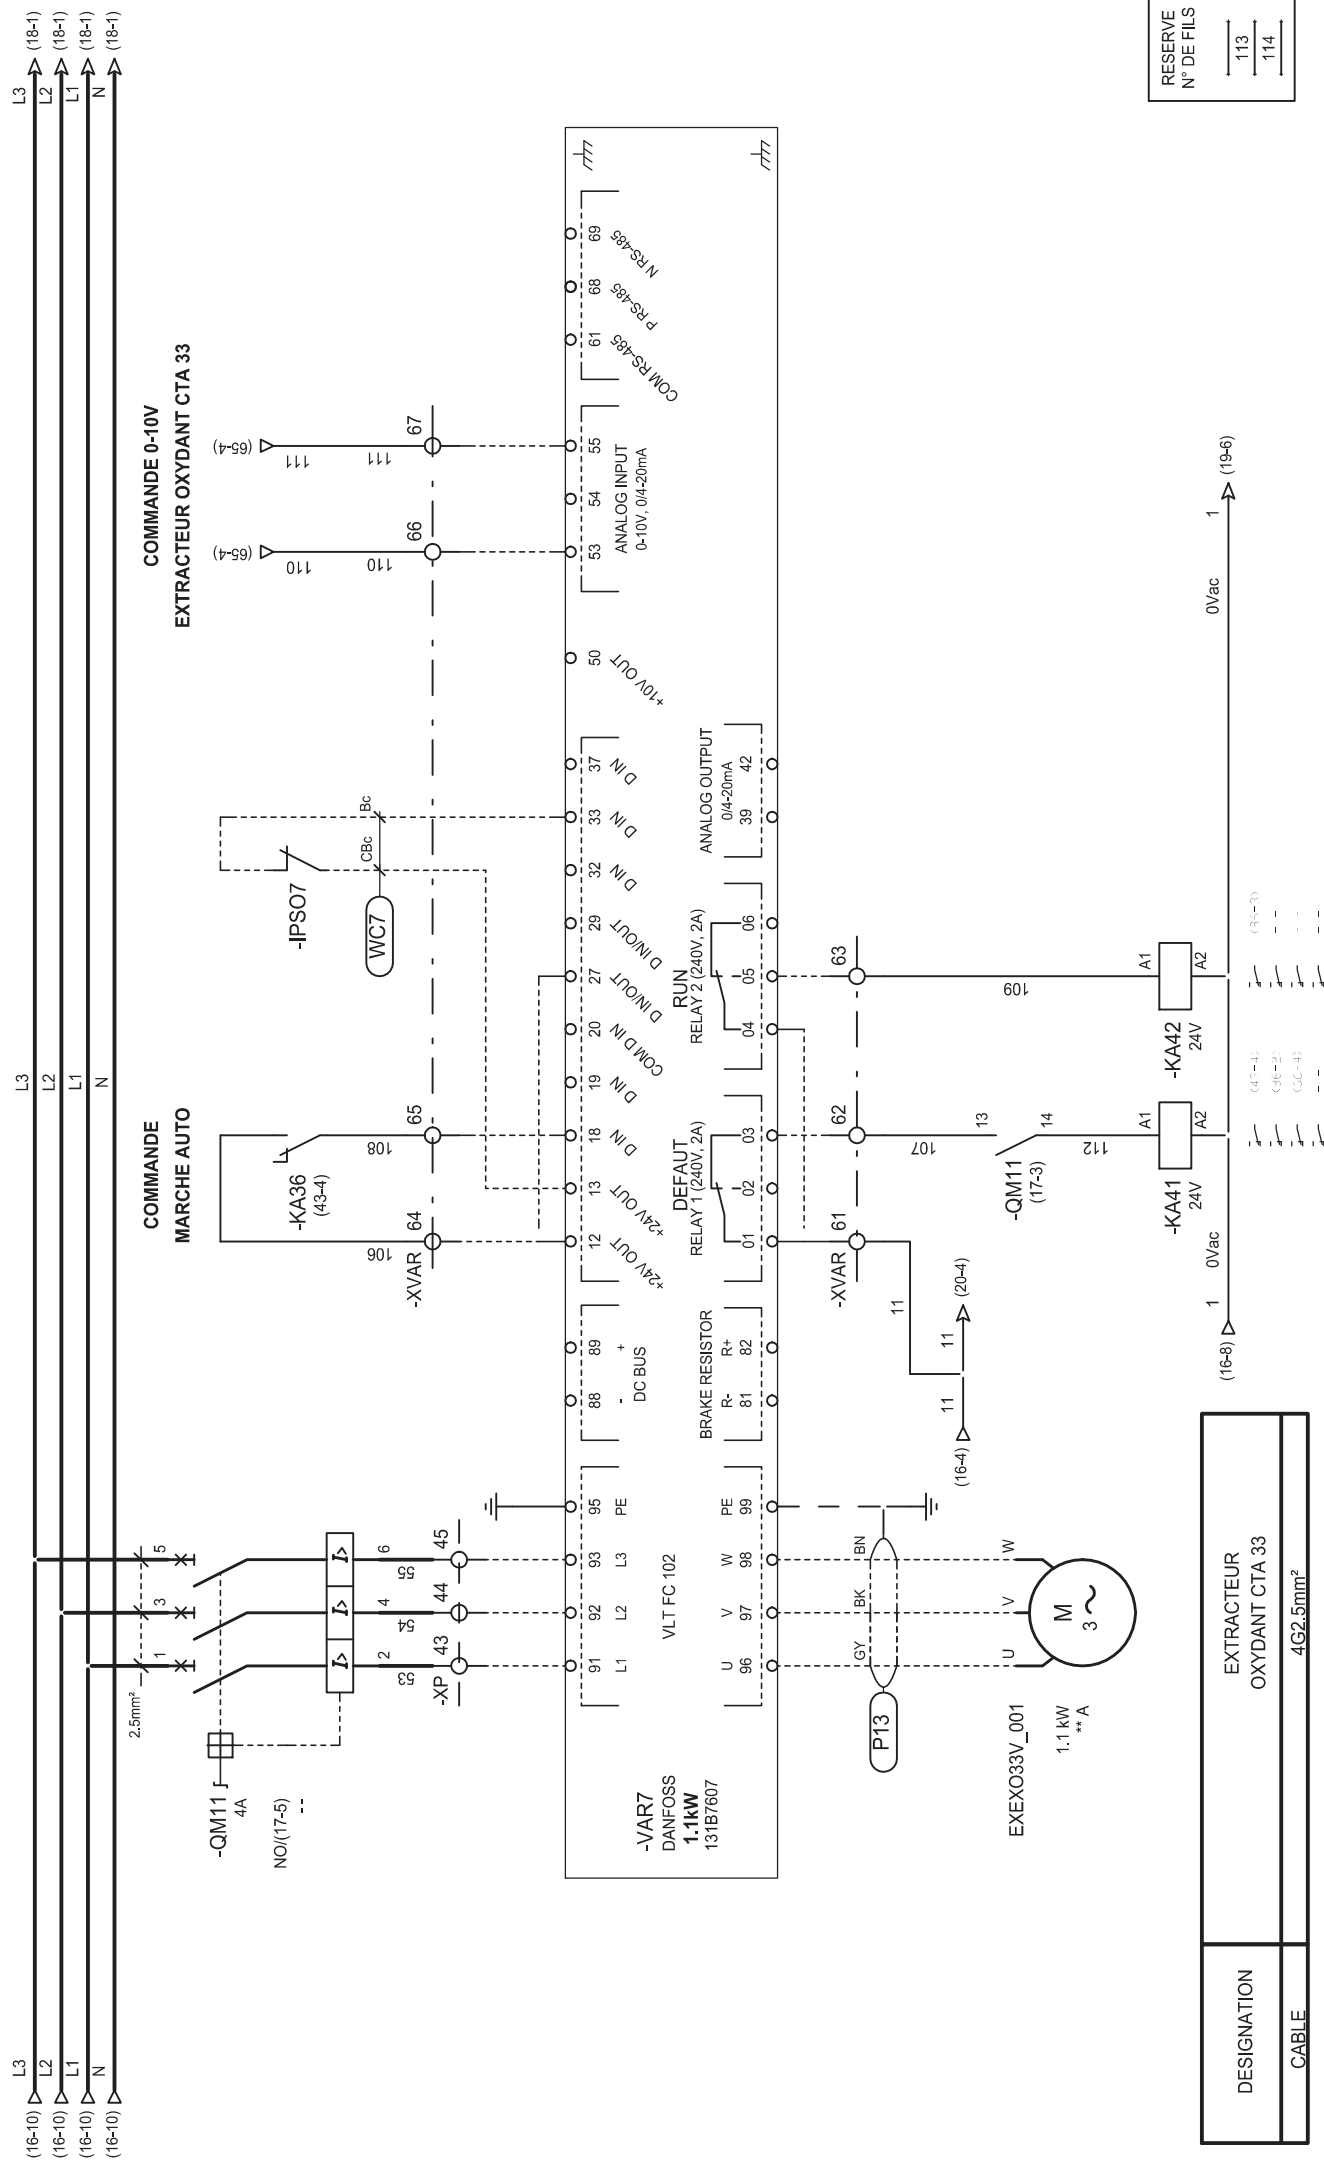 (16-10) L3 L3 L3 (18-1)
(16-10) L2 L2 L2 (18-1)
(16-10) L1 L1 L1 (18-1)
(16-10) N N N (18-1)
2.5mm²
1 3 5
-QM11
4A
NO/(17-5)
--
I> I> I>
2 4 6
53 54 55
-XP 43 44 45
COMMANDE
MARCHE AUTO
-KA36
(43-4)
106 108
-XVAR 64 65
-IPSO7
WC7
CBc Bc
COMMANDE 0-10V
EXTRACTEUR OXYDANT CTA 33
(65-4) (65-4)
110 111
110 111
66 67
91 92 93 95
L1 L2 L3 PE
88 89
- +
DC BUS
12 13 18 19 20 27 29 32 33 37
+24V OUT
+24V OUT
D IN
D IN
COM D IN
D IN/OUT
D IN/OUT
D IN
D IN
D IN
50
+10V OUT
53 54 55
ANALOG INPUT
0-10V, 0/4-20mA
61 68 69
COM RS-485
P RS-485
N RS-485
-VAR7
DANFOSS
1.1kW
131B7607
VLT FC 102
U V W PE
96 97 98 99
BRAKE RESISTOR
R- R+
81 82
DEFAUT
RELAY 1 (240V, 2A)
01 02 03
RUN
RELAY 2 (240V, 2A)
04 05 06
ANALOG OUTPUT
0/4-20mA
39 42
P13
GY BK BN
U V W
M
3
EXEXO33V_001
1.1 kW
** A
-XVAR 61 62 63
11
(16-4) 11 11 (20-4)
107
13
-QM11
(17-3)
14
112
109
-KA41
24V
A1
A2
-KA42
24V
A1
A2
(16-8) 1 0Vac 0Vac 1 (19-6)
DESIGNATION
EXTRACTEUR
OXYDANT CTA 33
CABLE
4G2.5mm²
RESERVE
N° DE FILS
113
114